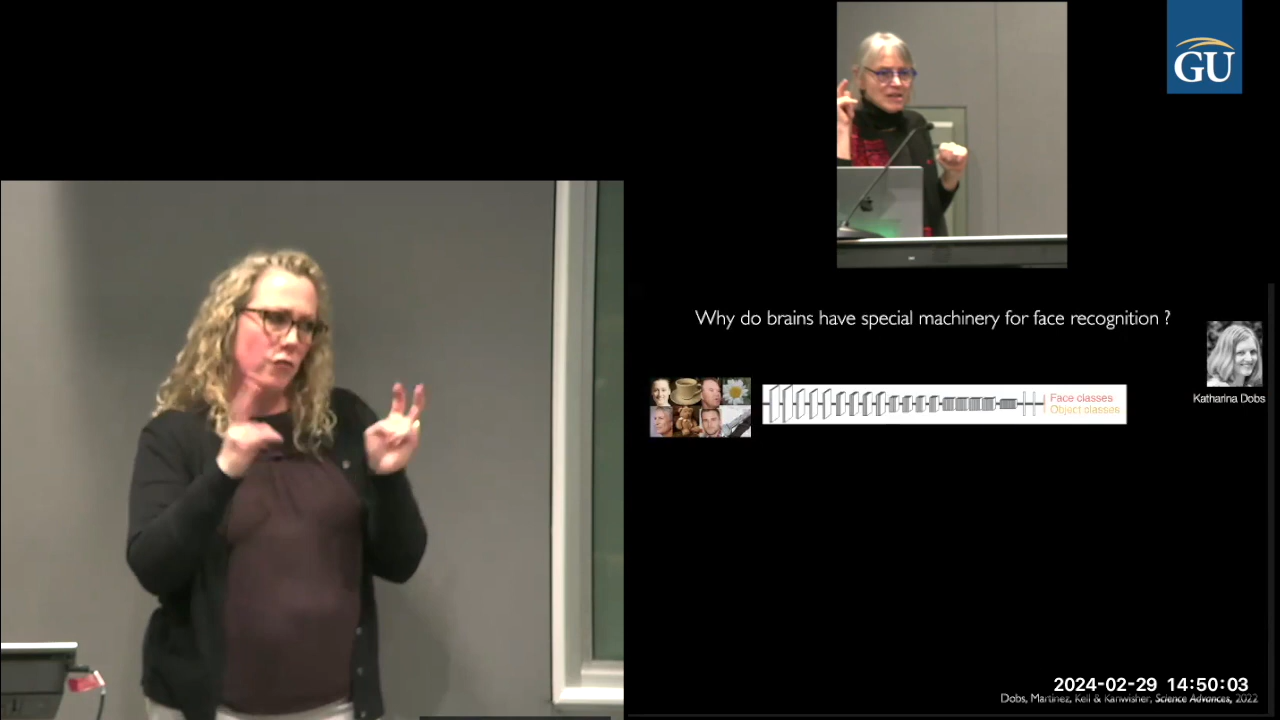 GU
Why do brains have special machinery for face recognition ?
Face classes
Object classes
Katharina Dobs
2024-02-29 14:50:03
Dobs, Martinez, Kell & Kanwisher, Science Advances, 2022